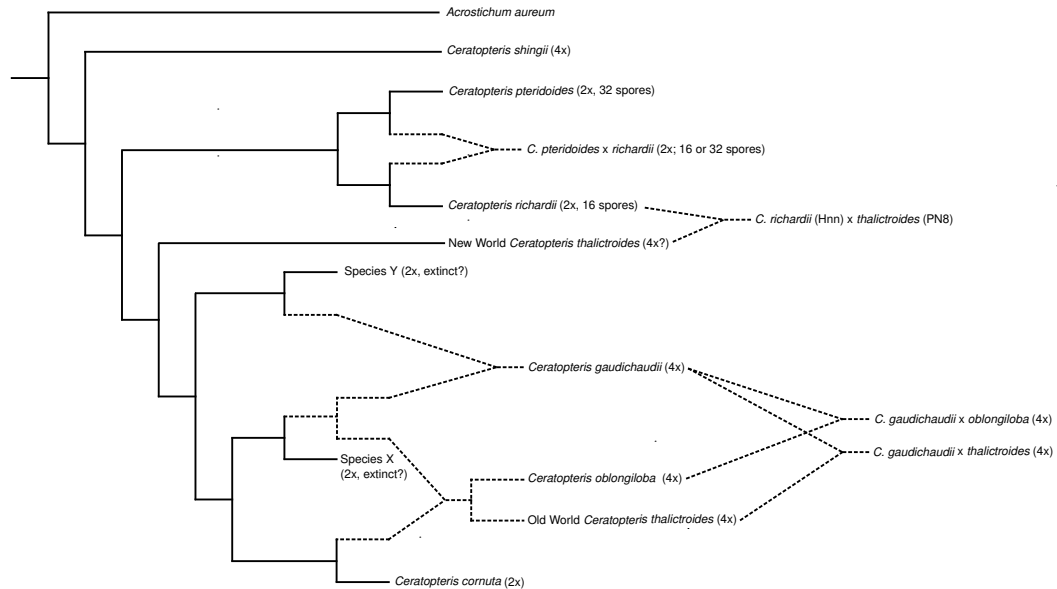 Acrostichum aureum
Ceratopteris shingii (4x)
Ceratopteris pteridoides (2x, 32 spores)
C. pteridoides x richardii (2x; 16 or 32 spores)
Ceratopteris richardii (2x, 16 spores)
C. richardii (Hnn) x thalictroides (PN8)
New World Ceratopteris thalictroides (4x?)
Species Y (2x, extinct?)
Ceratopteris gaudichaudii (4x)
C. gaudichaudii x oblongiloba (4x)
C. gaudichaudii x thalictroides (4x)
Species X
(2x, extinct?)
Ceratopteris oblongiloba (4x)
Old World Ceratopteris thalictroides (4x)
Ceratopteris cornuta (2x)